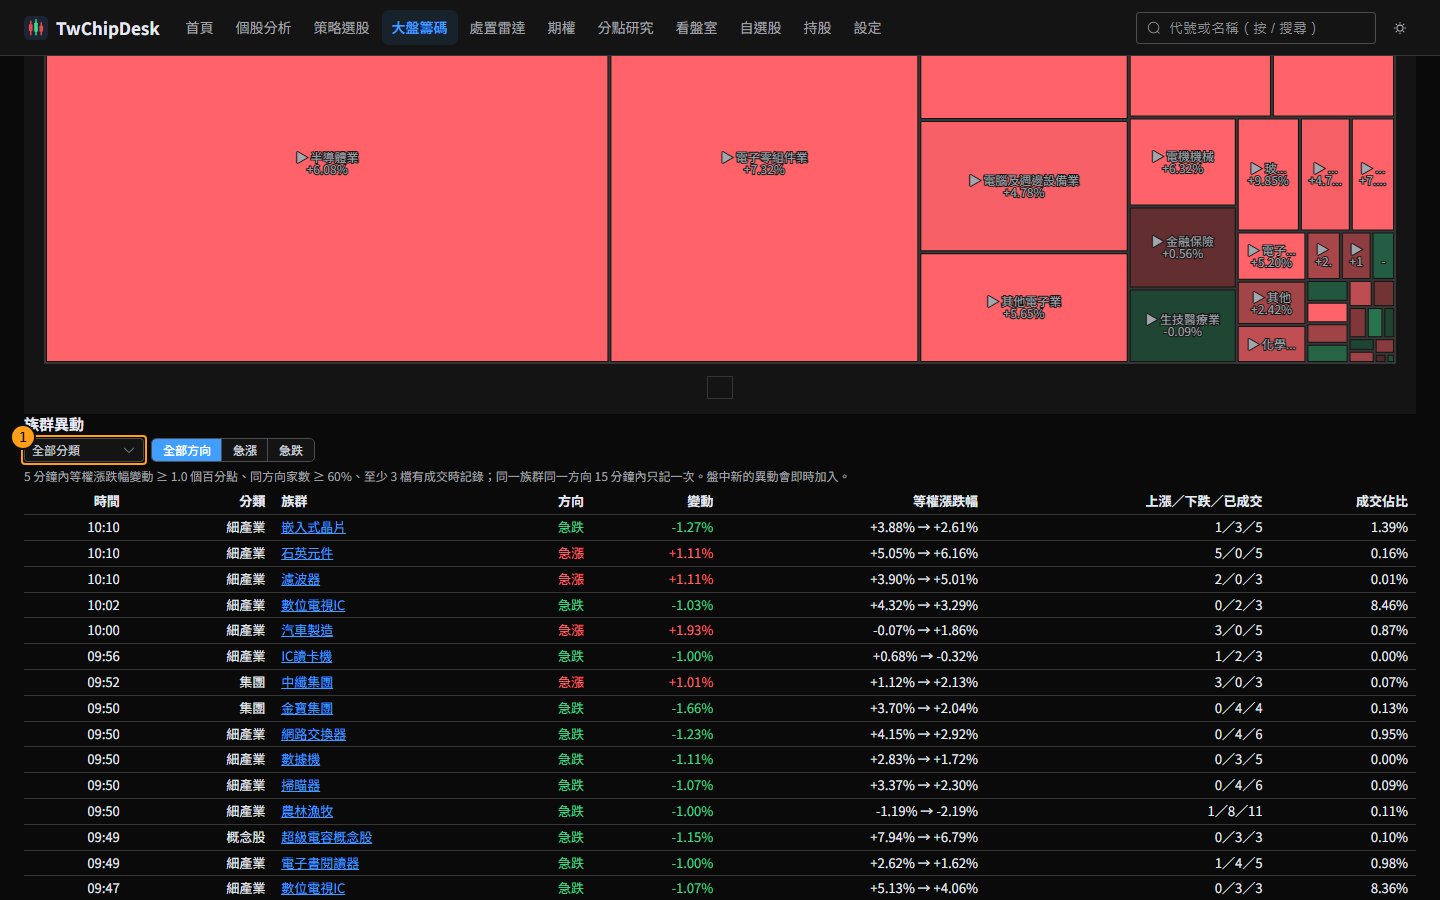 TwChipDesk 首頁 個股分析 策略選股 大盤籌碼 處置雷達 期權 分點研究 看盤室 自選股 持股 設定 代號或名稱 ( 按 / 搜尋 )
▶ 半導體業
+6.08%
▶ 電子零組件業
+7.32%
▶ 電腦及週邊設備業
+4.78%
▶ 其他電子業
+5.65%
▶ 電機機械
+6.32%
▶ 金融保險
+0.56%
▶ 生技醫療業
-0.09%
▶ 玻...
+9.85%
▶ ...
+4.7...
▶ ...
+7....
▶ 電子...
+5.20%
▶
+2.
▶
+1
-
▶ 其他
+2.42%
▶ 化學...
族群異動
1
全部分類 全部方向 急漲 急跌
5 分鐘內等權漲跌幅變動 ≥ 1.0 個百分點、同方向家數 ≥ 60%、至少 3 檔有成交時記錄；同一族群同一方向 15 分鐘內只記一次。盤中新的異動會即時加入。
時間 分類 族群 方向 變動 等權漲跌幅 上漲／下跌／已成交 成交佔比
10:10 細產業 嵌入式晶片 急跌 -1.27% +3.88% → +2.61% 1／3／5 1.39%
10:10 細產業 石英元件 急漲 +1.11% +5.05% → +6.16% 5／0／5 0.16%
10:10 細產業 濾波器 急漲 +1.11% +3.90% → +5.01% 2／0／3 0.01%
10:02 細產業 數位電視IC 急跌 -1.03% +4.32% → +3.29% 0／2／3 8.46%
10:00 細產業 汽車製造 急漲 +1.93% -0.07% → +1.86% 3／0／5 0.87%
09:56 細產業 IC讀卡機 急跌 -1.00% +0.68% → -0.32% 1／2／3 0.00%
09:52 集團 中纖集團 急漲 +1.01% +1.12% → +2.13% 3／0／3 0.07%
09:50 集團 金寶集團 急跌 -1.66% +3.70% → +2.04% 0／4／4 0.13%
09:50 細產業 網路交換器 急跌 -1.23% +4.15% → +2.92% 0／4／6 0.95%
09:50 細產業 數據機 急跌 -1.11% +2.83% → +1.72% 0／3／5 0.00%
09:50 細產業 掃瞄器 急跌 -1.07% +3.37% → +2.30% 0／4／6 0.09%
09:50 細產業 農林漁牧 急跌 -1.00% -1.19% → -2.19% 1／8／11 0.11%
09:49 概念股 超級電容概念股 急跌 -1.15% +7.94% → +6.79% 0／3／3 0.10%
09:49 細產業 電子書閱讀器 急跌 -1.00% +2.62% → +1.62% 1／4／5 0.98%
09:47 細產業 數位電視IC 急跌 -1.07% +5.13% → +4.06% 0／3／3 8.36%